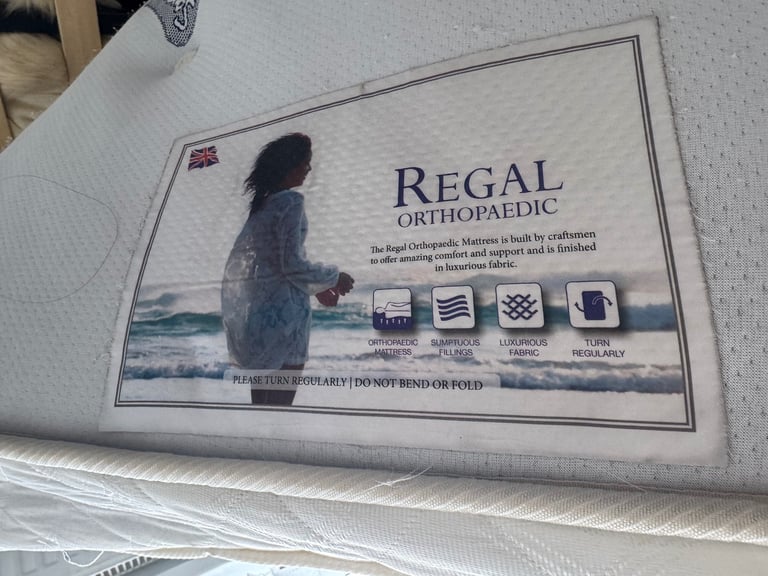 REGAL
ORTHOPAEDIC
The Regal Orthopaedic Mattress is built by craftsmen
to offer amazing comfort and support and is finished
in luxurious fabric.
ORTHOPAEDIC MATTRESS
SUMPTUOUS FILLINGS
LUXURIOUS FABRIC
TURN REGULARLY
PLEASE TURN REGULARLY | DO NOT BEND OR FOLD